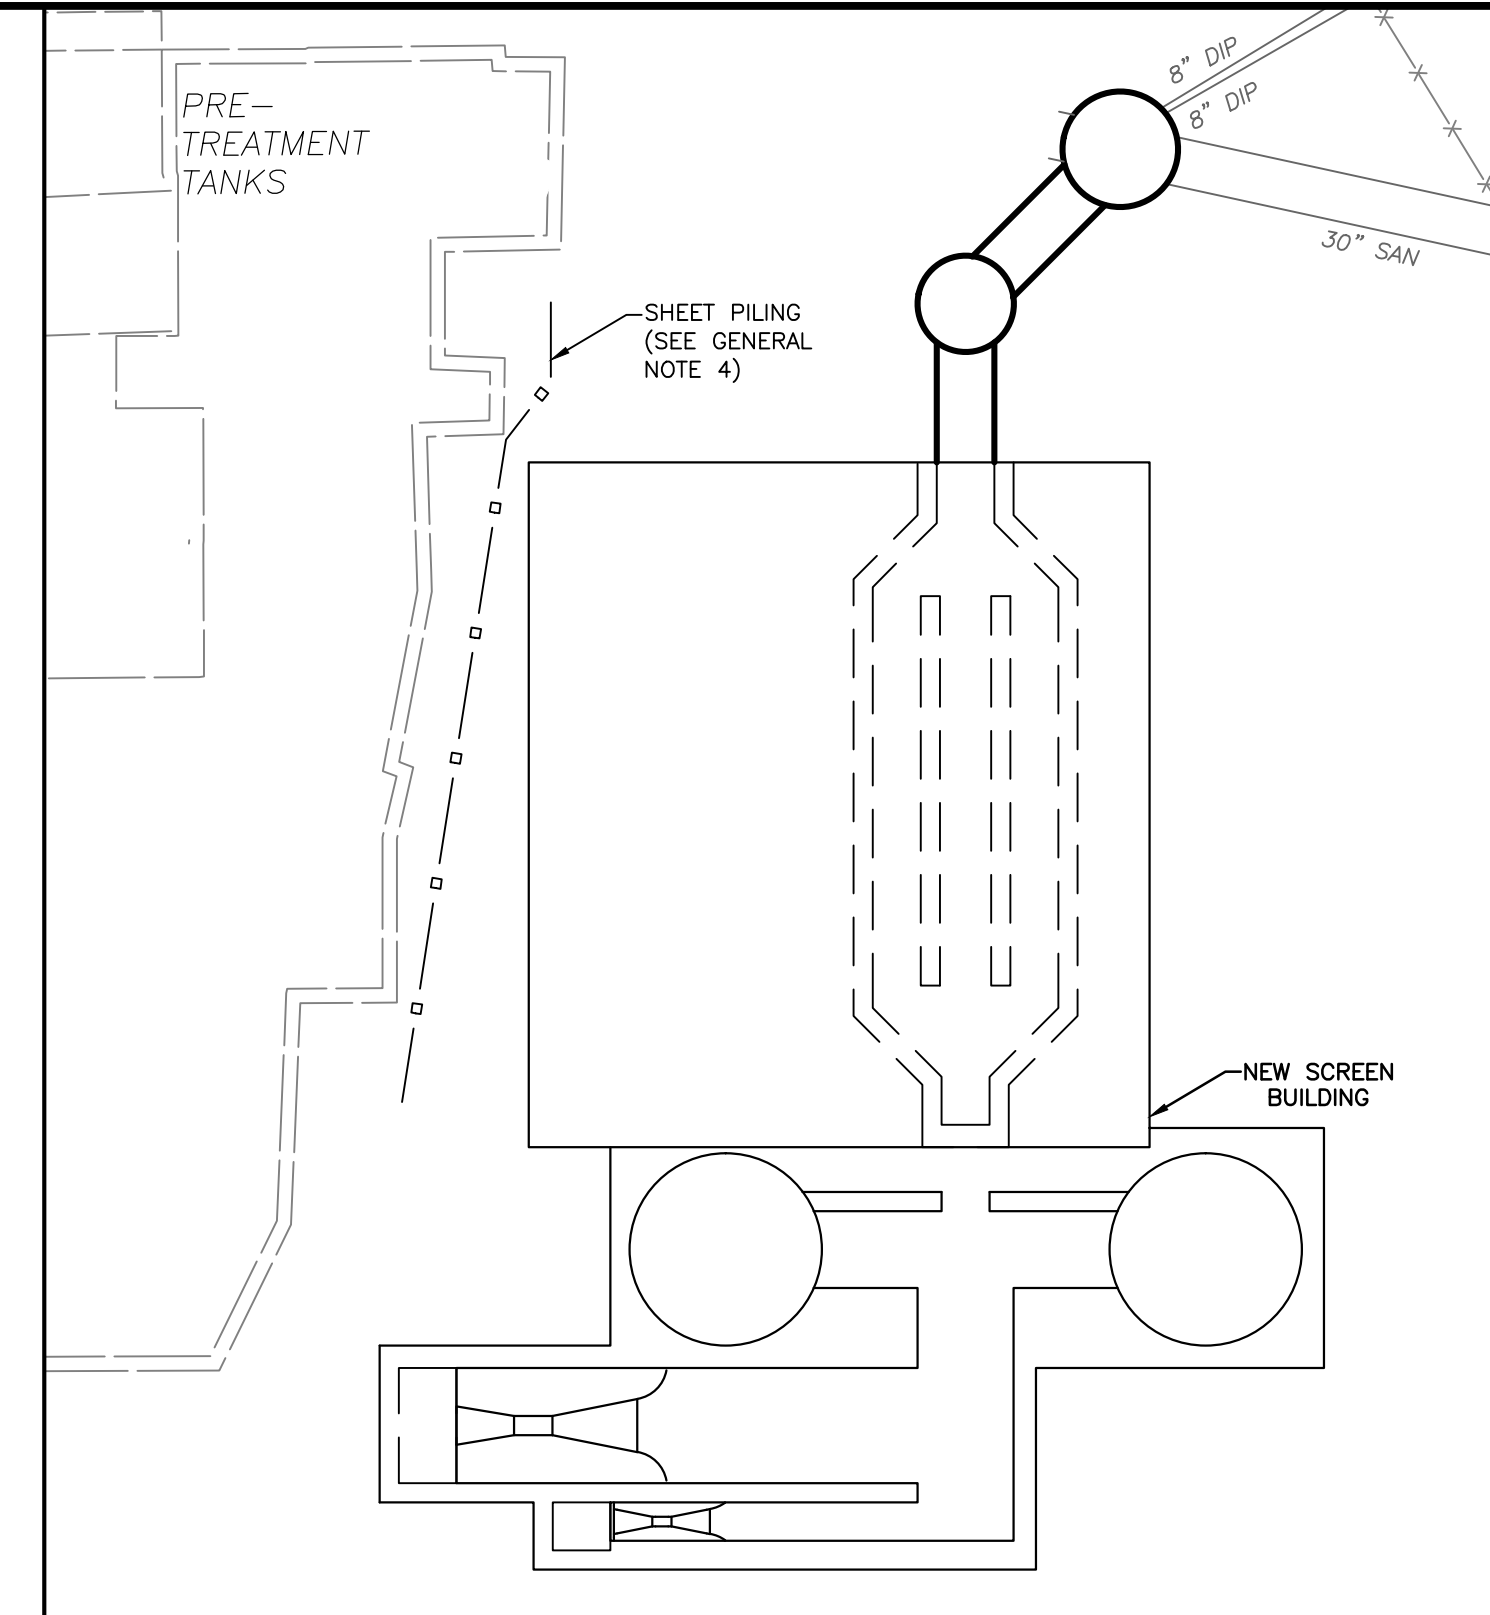 8" DIP
8" DIP
PRE-
TREATMENT
TANKS
30" SAN
SHEET PILING
(SEE GENERAL
NOTE 4)
NEW SCREEN
BUILDING